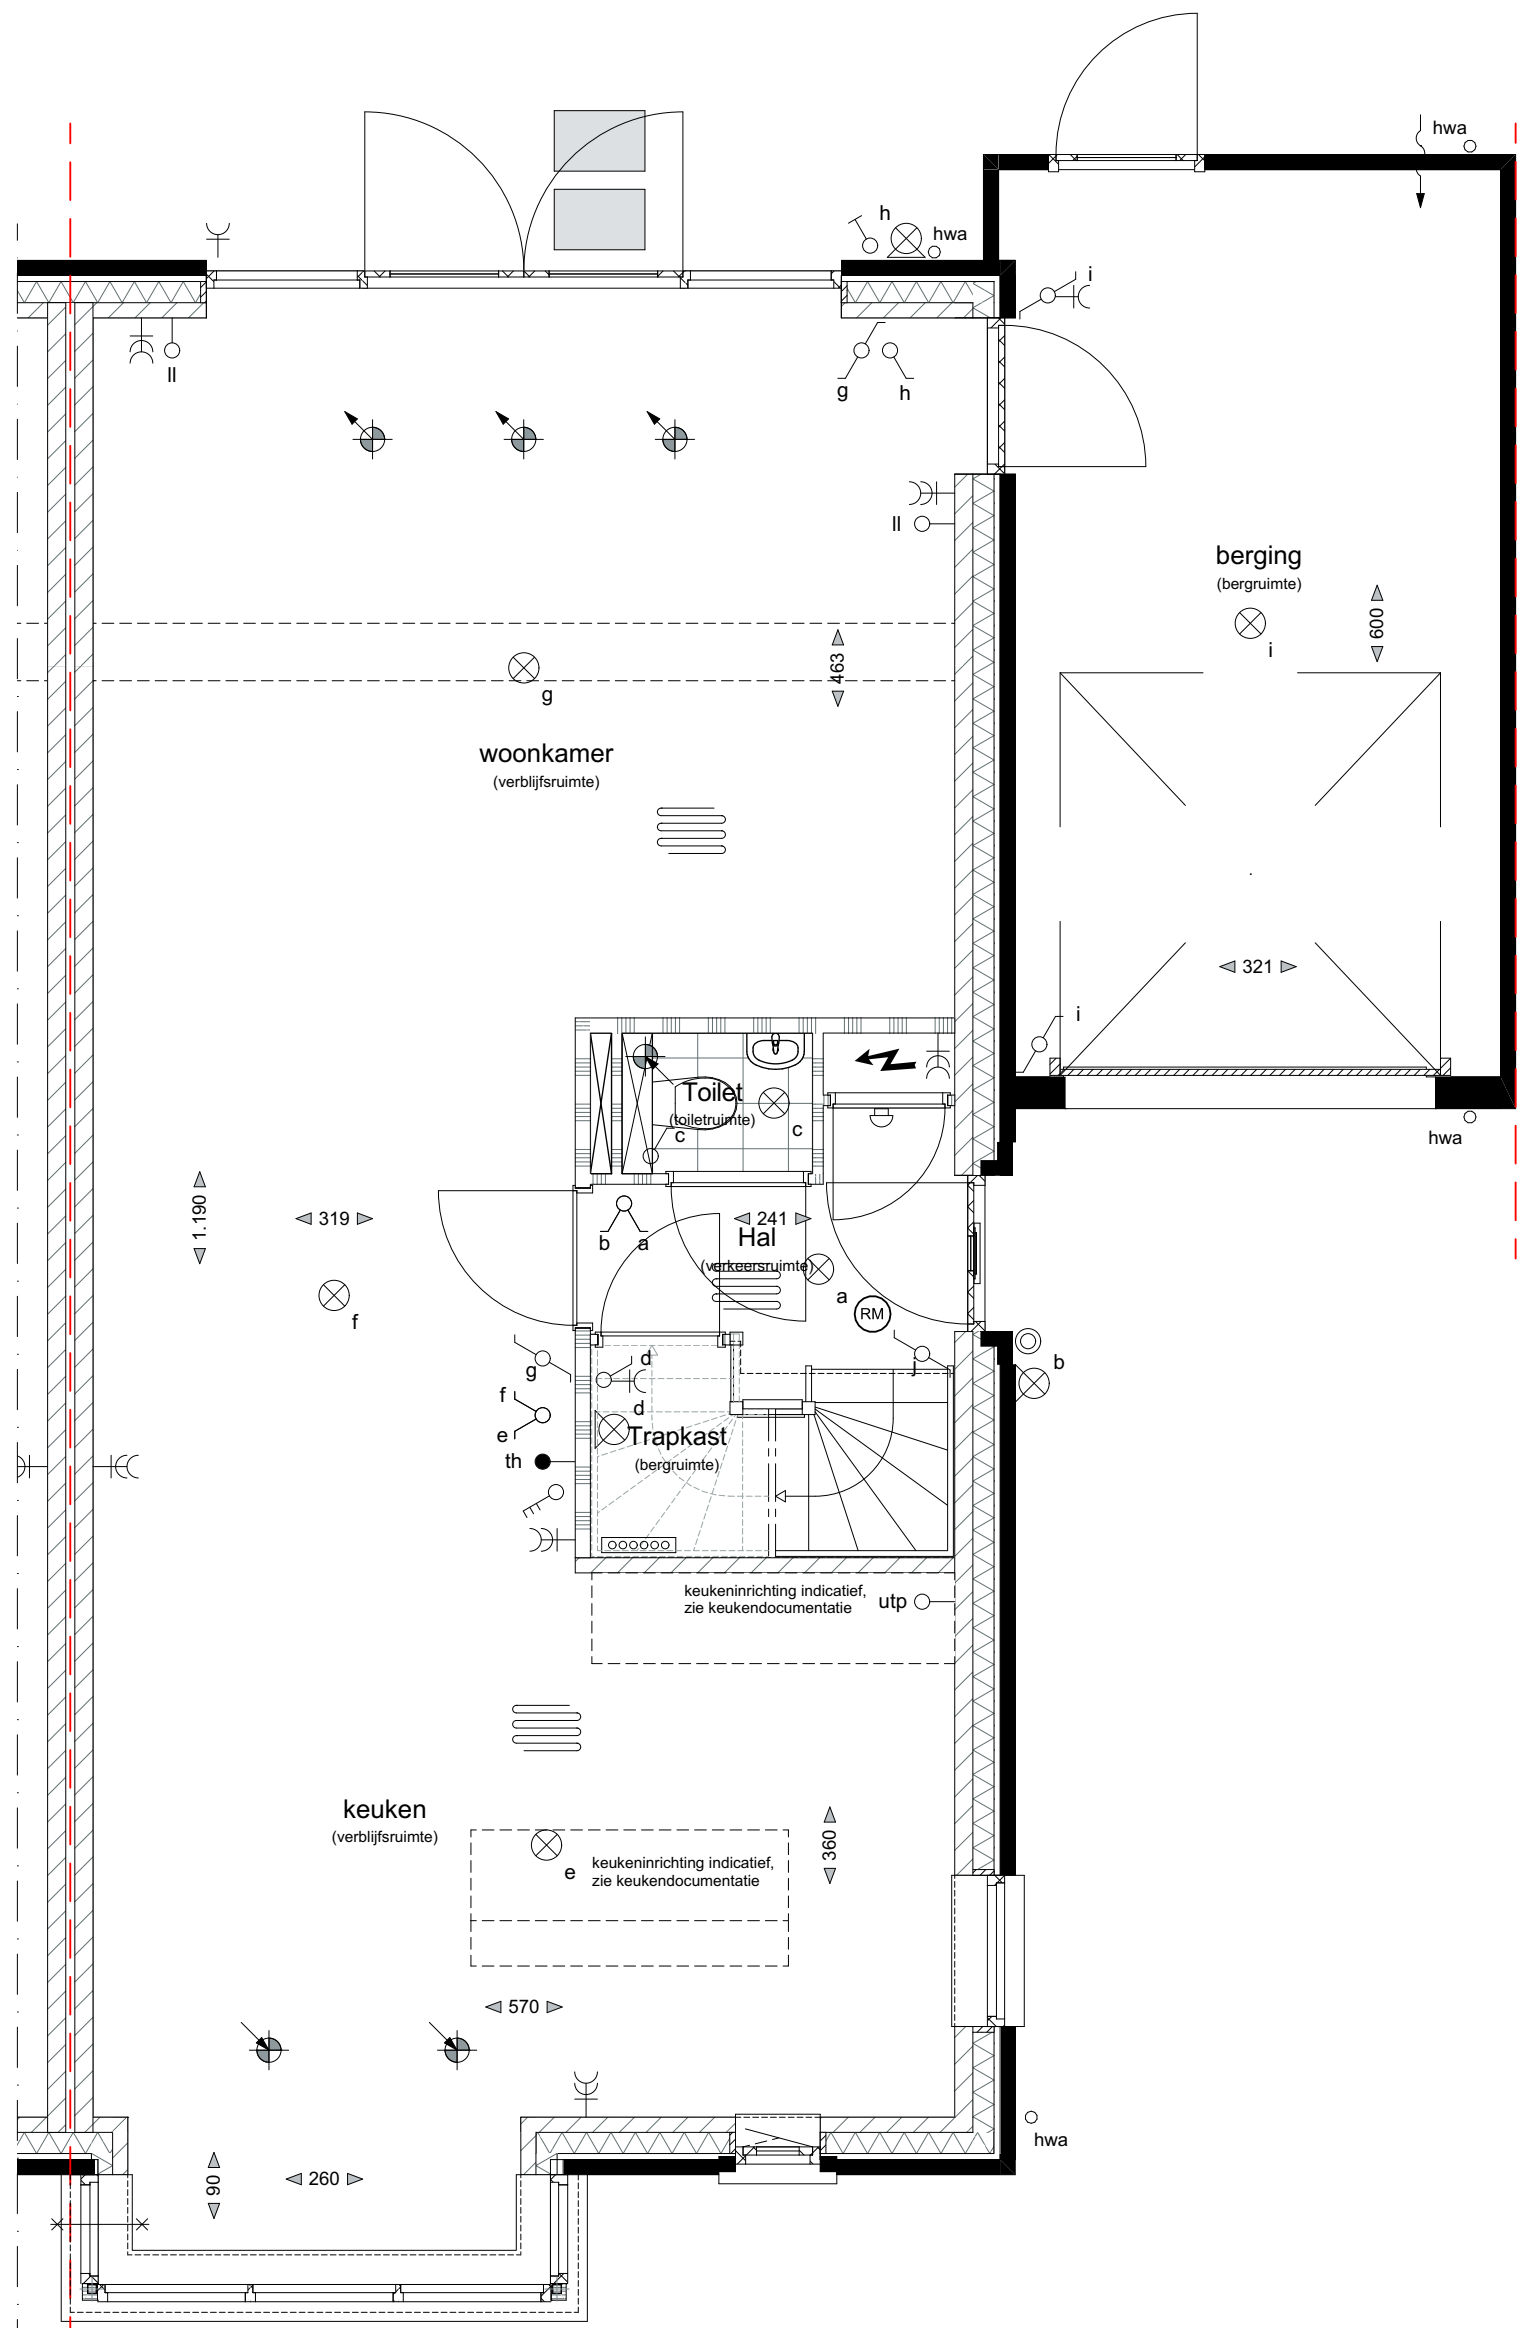 hwa
h
hwa
i
ll
g
h
ll
berging
(bergruimte)
600
i
463
g
woonkamer
(verblijfsruimte)
321
i
Toilet
(toiletruimte)
c
c
hwa
1.190
319
241
b
a
Hal
(verkeersruimte)
a
RM
f
g
d
j
b
f
d
e
Trapkast
(bergruimte)
th
keukeninrichting indicatief,
zie keukendocumentatie
utp
keuken
(verblijfsruimte)
360
e
keukeninrichting indicatief,
zie keukendocumentatie
570
hwa
90
260